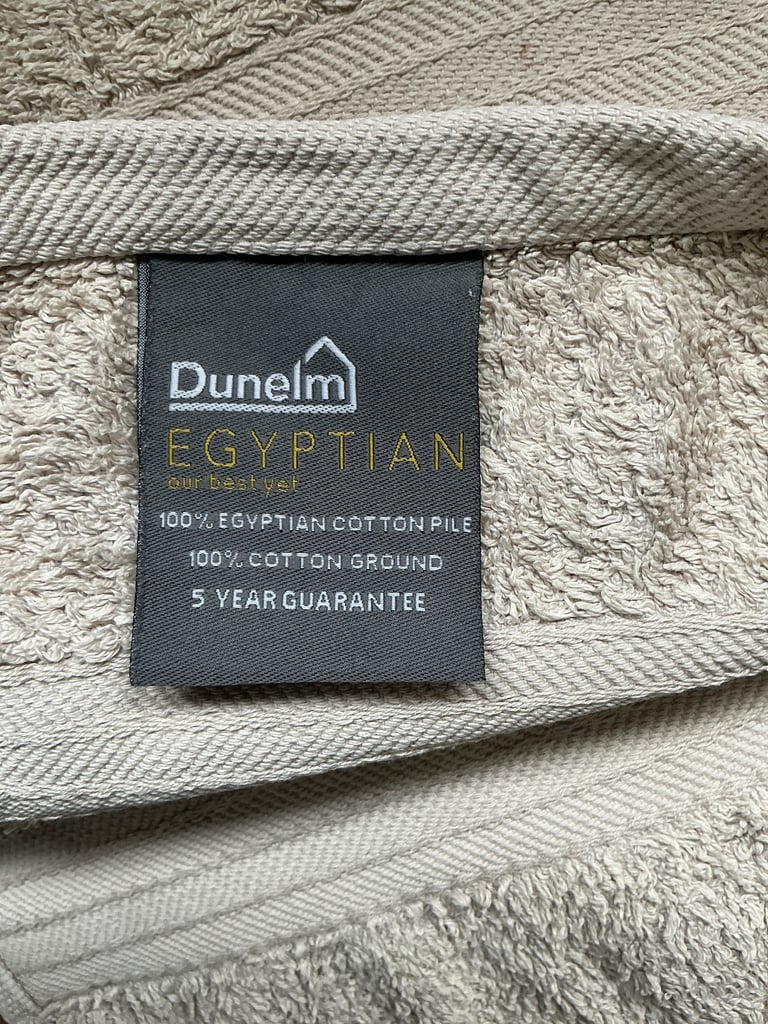 Dunelm
EGYPTIAN
our best yet
100% EGYPTIAN COTTON PILE
100% COTTON GROUND
5 YEAR GUARANTEE